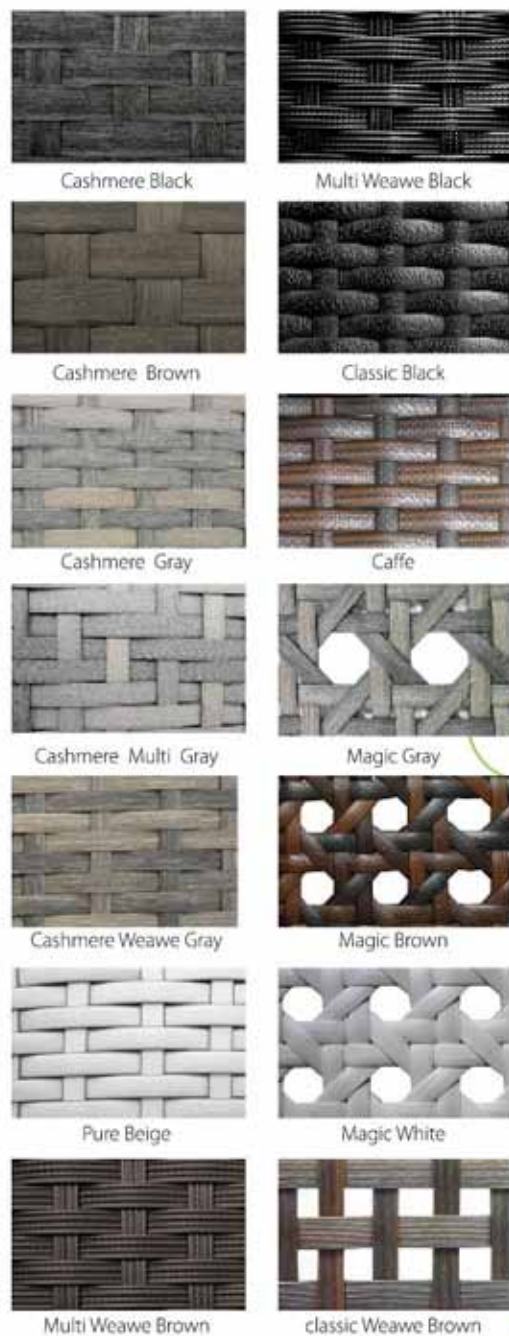 Cashmere Black
Multi Weawe Black
Cashmere Brown
Classic Black
Cashmere Gray
Caffe
Cashmere Multi Gray
Magic Gray
Cashmere Weawe Gray
Magic Brown
Pure Beige
Magic White
Multi Weawe Brown
classic Weawe Brown